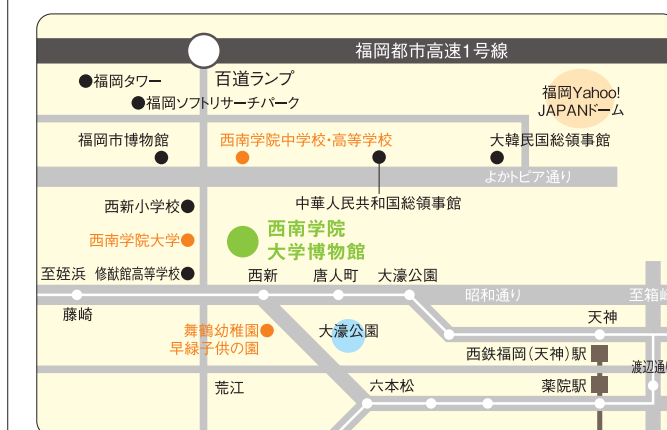 福岡都市高速1号線
百道ランプ
福岡タワー
福岡ソフトリサーチパーク
福岡Yahoo!
JAPANドーム
福岡市博物館
西南学院中学校・高等学校
大韓民国総領事館
よかトピア通り
中華人民共和国総領事館
西新小学校
西南学院大学
西南学院
大学博物館
至姪浜
修猷館高等学校
西新
唐人町
大濠公園
昭和通り
至箱崎
藤崎
天神
舞鶴幼稚園
早緑子供の園
大濠公園
西鉄福岡(天神)駅
渡辺通り
荒江
六本松
薬院駅